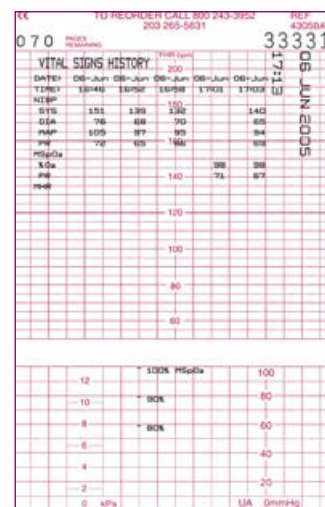 CE TO REORDER CALL 800 243-3952 REF
203 265-5631
070 PAGES REMAINING 33331
VITAL SIGNS HISTORY 200
17:13 06 JUN 2005
DATE: 06-Jun 06-Jun 06-Jun 06-Jun 06-Jun
TIME: 16:46 16:52 16:58 17:01 17:03
NIBP
SYS 151 139 132 140
DIA 76 68 70 65
MAP 105 97 95 94
PR 72 65 66 69
MSpO2
%O2 98 98
PR 71 67
MHR
140
120
100
80
60
100% MSpO2 100
12
10 90% 80
8 80% 60
6
40
4
20
2
0 kPa UA 0mmHg